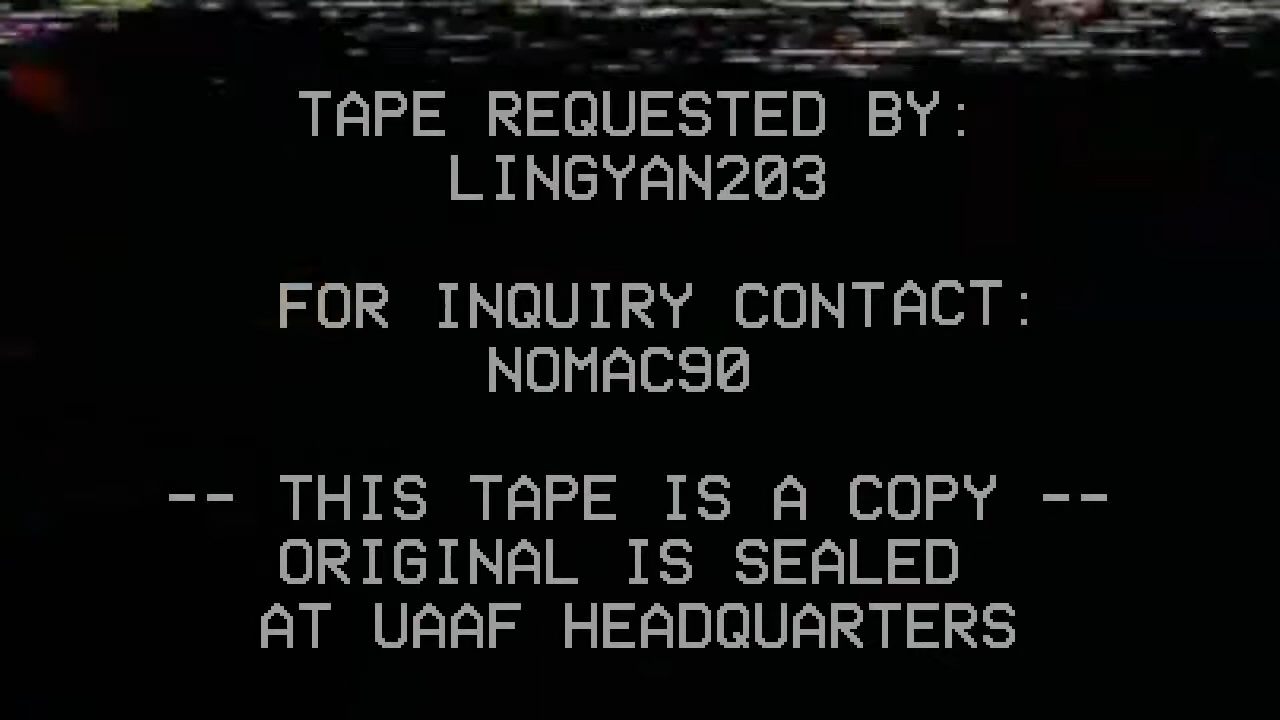 TAPE REQUESTED BY:
LINGYAN203
FOR INQUIRY CONTACT:
NOMAC90
-- THIS TAPE IS A COPY --
ORIGINAL IS SEALED
AT UAAF HEADQUARTERS